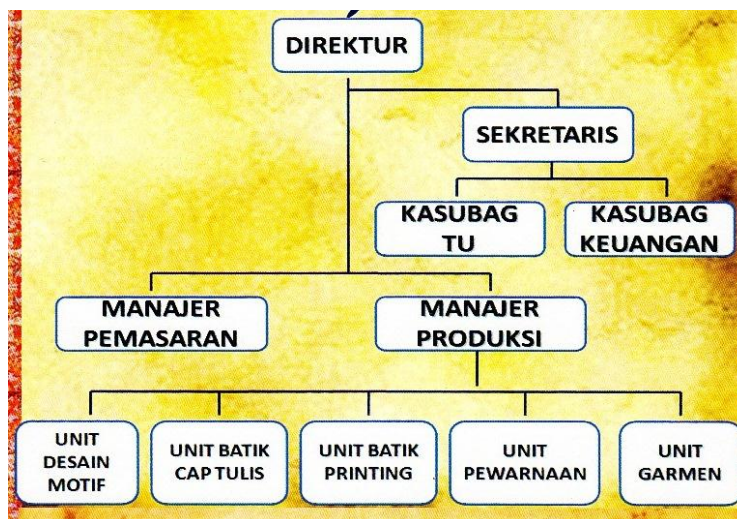 DIREKTUR
SEKRETARIS
KASUBAG
TU
KASUBAG
KEUANGAN
MANAJER
PEMASARAN
MANAJER
PRODUKSI
UNIT
DESAIN
MOTIF
UNIT BATIK
CAP TULIS
UNIT BATIK
PRINTING
UNIT
PEWARNAAN
UNIT
GARMEN